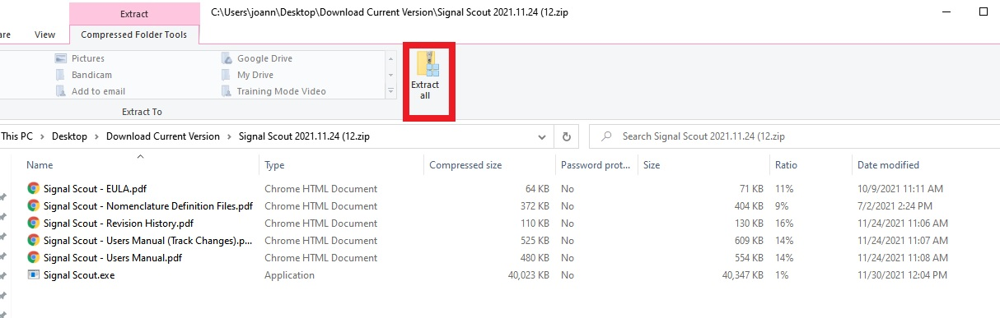 Extract
C:\Users\joann\Desktop\Download Current Version\Signal Scout 2021.11.24 (12.zip
are View Compressed Folder Tools
Pictures Google Drive
Bandicam My Drive
Add to email Training Mode Video
Extract
all
Extract To
This PC > Desktop > Download Current Version > Signal Scout 2021.11.24 (12.zip
Search Signal Scout 2021.11.24 (12.zip
Name Type Compressed size Password prot... Size Ratio Date modified
Signal Scout - EULA.pdf Chrome HTML Document 64 KB No 71 KB 11% 10/9/2021 11:11 AM
Signal Scout - Nomenclature Definition Files.pdf Chrome HTML Document 372 KB No 404 KB 9% 7/2/2021 2:24 PM
Signal Scout - Revision History.pdf Chrome HTML Document 110 KB No 130 KB 16% 11/24/2021 11:06 AM
Signal Scout - Users Manual (Track Changes).p... Chrome HTML Document 525 KB No 609 KB 14% 11/24/2021 11:07 AM
Signal Scout - Users Manual.pdf Chrome HTML Document 480 KB No 554 KB 14% 11/24/2021 11:08 AM
Signal Scout.exe Application 40,023 KB No 40,347 KB 1% 11/30/2021 12:04 PM